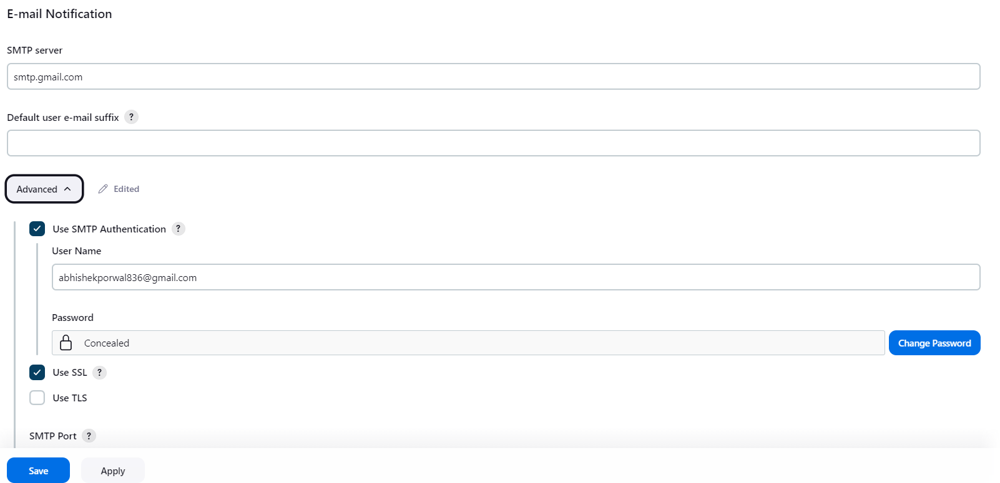 E-mail Notification
SMTP server
smtp.gmail.com
Default user e-mail suffix ?
Advanced Edited
Use SMTP Authentication ?
User Name
abhishekporwal836@gmail.com
Password
Concealed Change Password
Use SSL ?
Use TLS
SMTP Port ?
Save Apply